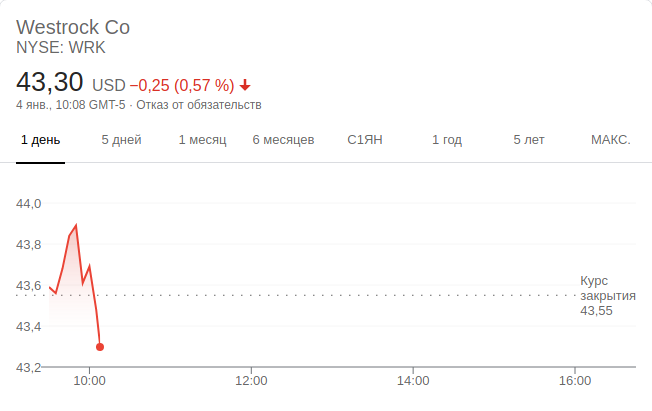 Westrock Co
NYSE: WRK
43,30 USD −0,25 (0,57 %)
4 янв., 10:08 GMT-5 · Отказ от обязательств
1 день 5 дней 1 месяц 6 месяцев С1ЯН 1 год 5 лет МАКС.
44,0
43,8
43,6
43,4
43,2
Курс
закрытия
43,55
10:00 12:00 14:00 16:00